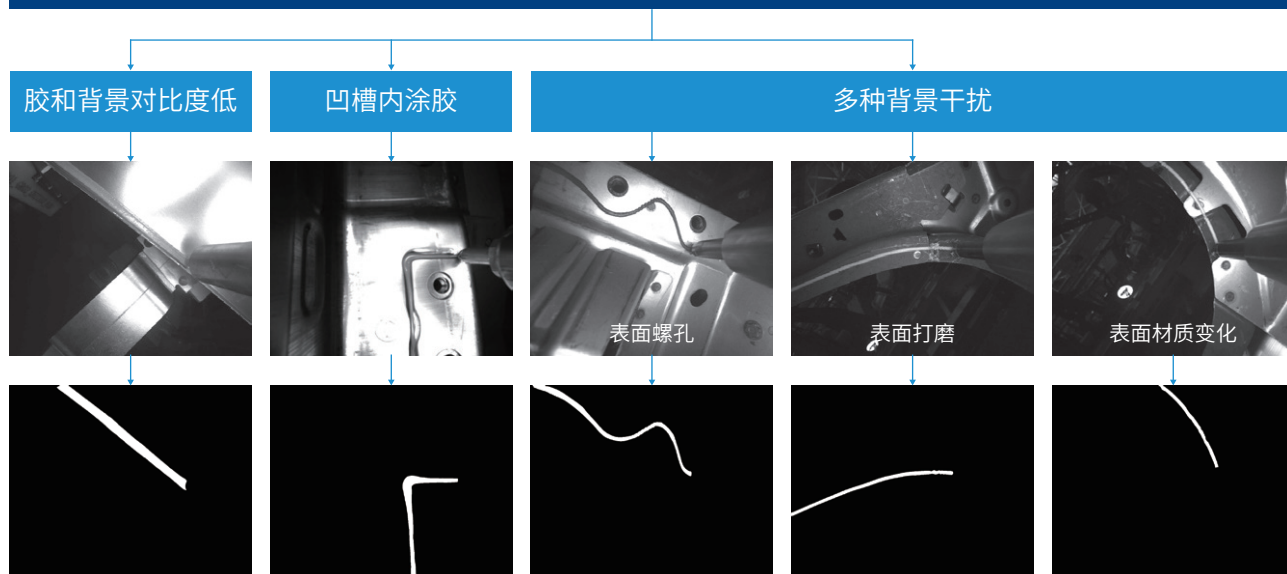 胶和背景对比度低
凹槽内涂胶
多种背景干扰
表面螺孔
表面打磨
表面材质变化